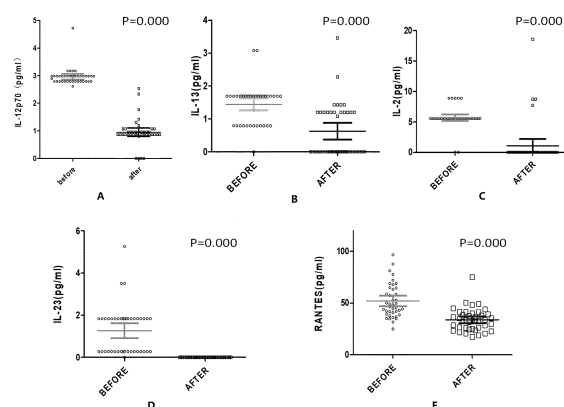 P=0.000
IL-12p70 (pg/ml)
5
4
3
2
1
0
before
after
A
P=0.000
IL-13(pg/ml)
4
3
2
1
0
BEFORE
AFTER
B
P=0.000
IL-2(pg/ml)
20
15
10
5
0
BEFORE
AFTER
C
P=0.000
IL-23(pg/ml)
6
4
2
0
BEFORE
AFTER
D
P=0.000
RANTES(pg/ml)
100
50
0
BEFORE
AFTER